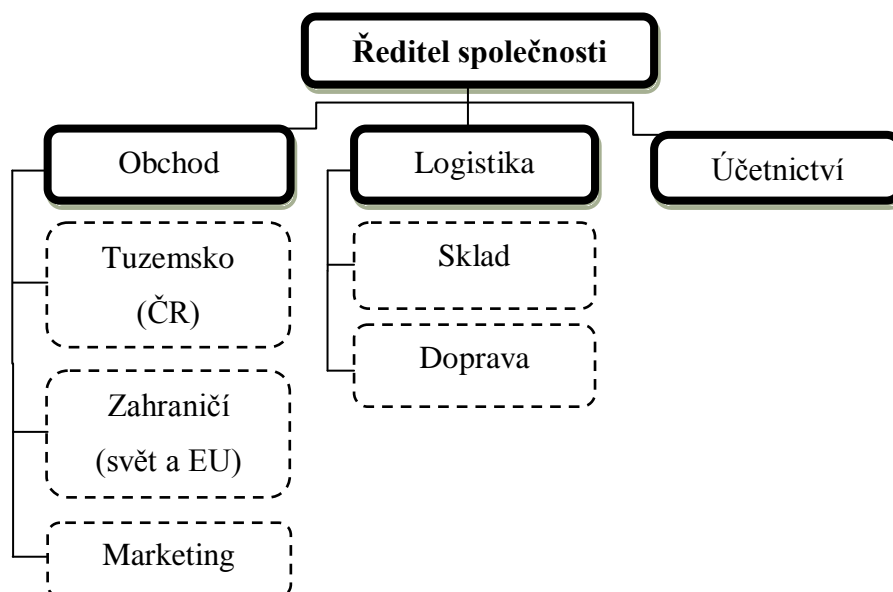 Ředitel společnosti
Obchod
Logistika
Účetnictví
Tuzemsko
(ČR)
Sklad
Doprava
Zahraničí
(svět a EU)
Marketing